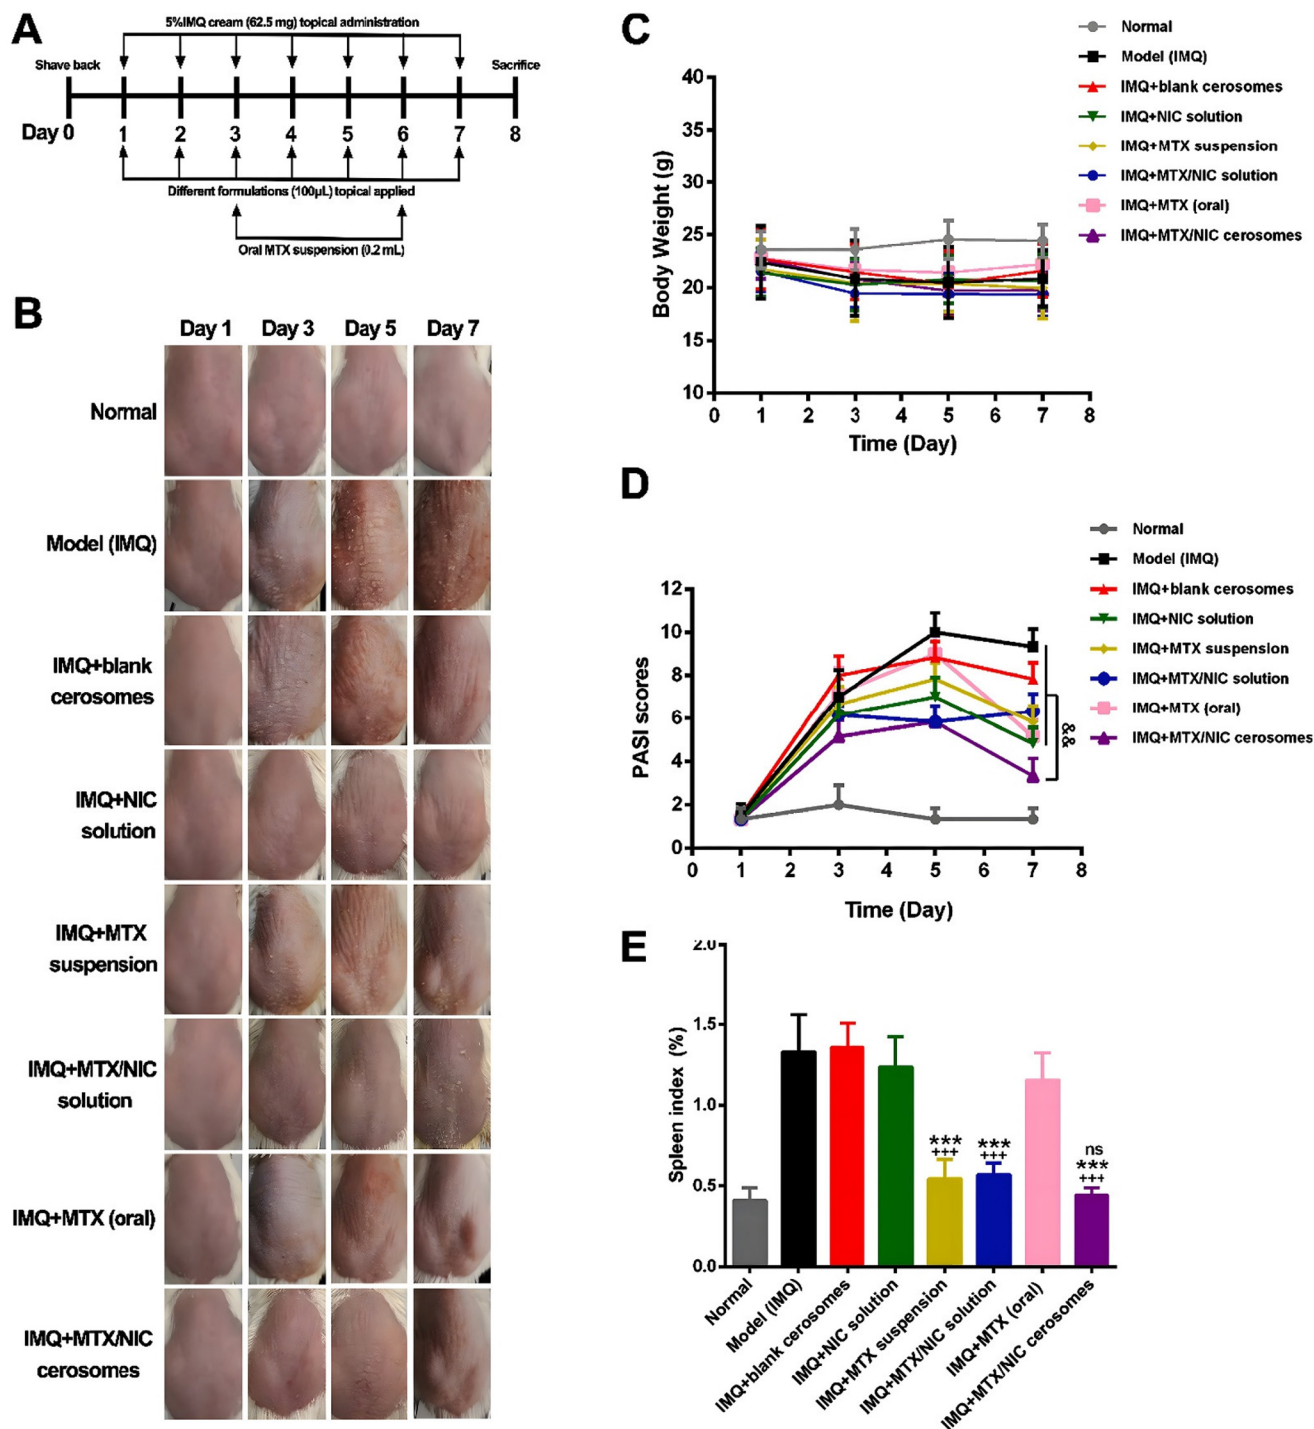 A
5%IMQ cream (62.5 mg) topical administration
Shave back
Sacrifice
Day 0 1 2 3 4 5 6 7 8
Different formulations (100μL) topical applied
Oral MTX suspension (0.2 mL)
B
Day 1 Day 3 Day 5 Day 7
Normal
Model (IMQ)
IMQ+blank
cerosomes
IMQ+NIC
solution
IMQ+MTX
suspension
IMQ+MTX/NIC
solution
IMQ+MTX (oral)
IMQ+MTX/NIC
cerosomes
C
Normal
Model (IMQ)
IMQ+blank cerosomes
IMQ+NIC solution
IMQ+MTX suspension
IMQ+MTX/NIC solution
IMQ+MTX (oral)
IMQ+MTX/NIC cerosomes
Body Weight (g)
40
35
30
25
20
15
10
0 1 2 3 4 5 6 7 8
Time (Day)
D
Normal
Model (IMQ)
IMQ+blank cerosomes
IMQ+NIC solution
IMQ+MTX suspension
IMQ+MTX/NIC solution
IMQ+MTX (oral)
IMQ+MTX/NIC cerosomes
PASI scores
12
10
8
6
4
2
0
&&
0 1 2 3 4 5 6 7 8
Time (Day)
E
Spleen index (%)
2.0
1.5
1.0
0.5
0.0
***
+++
***
+++
ns
***
+++
Normal
Model (IMQ)
IMQ+blank cerosomes
IMQ+NIC solution
IMQ+MTX suspension
IMQ+MTX/NIC solution
IMQ+MTX (oral)
IMQ+MTX/NIC cerosomes